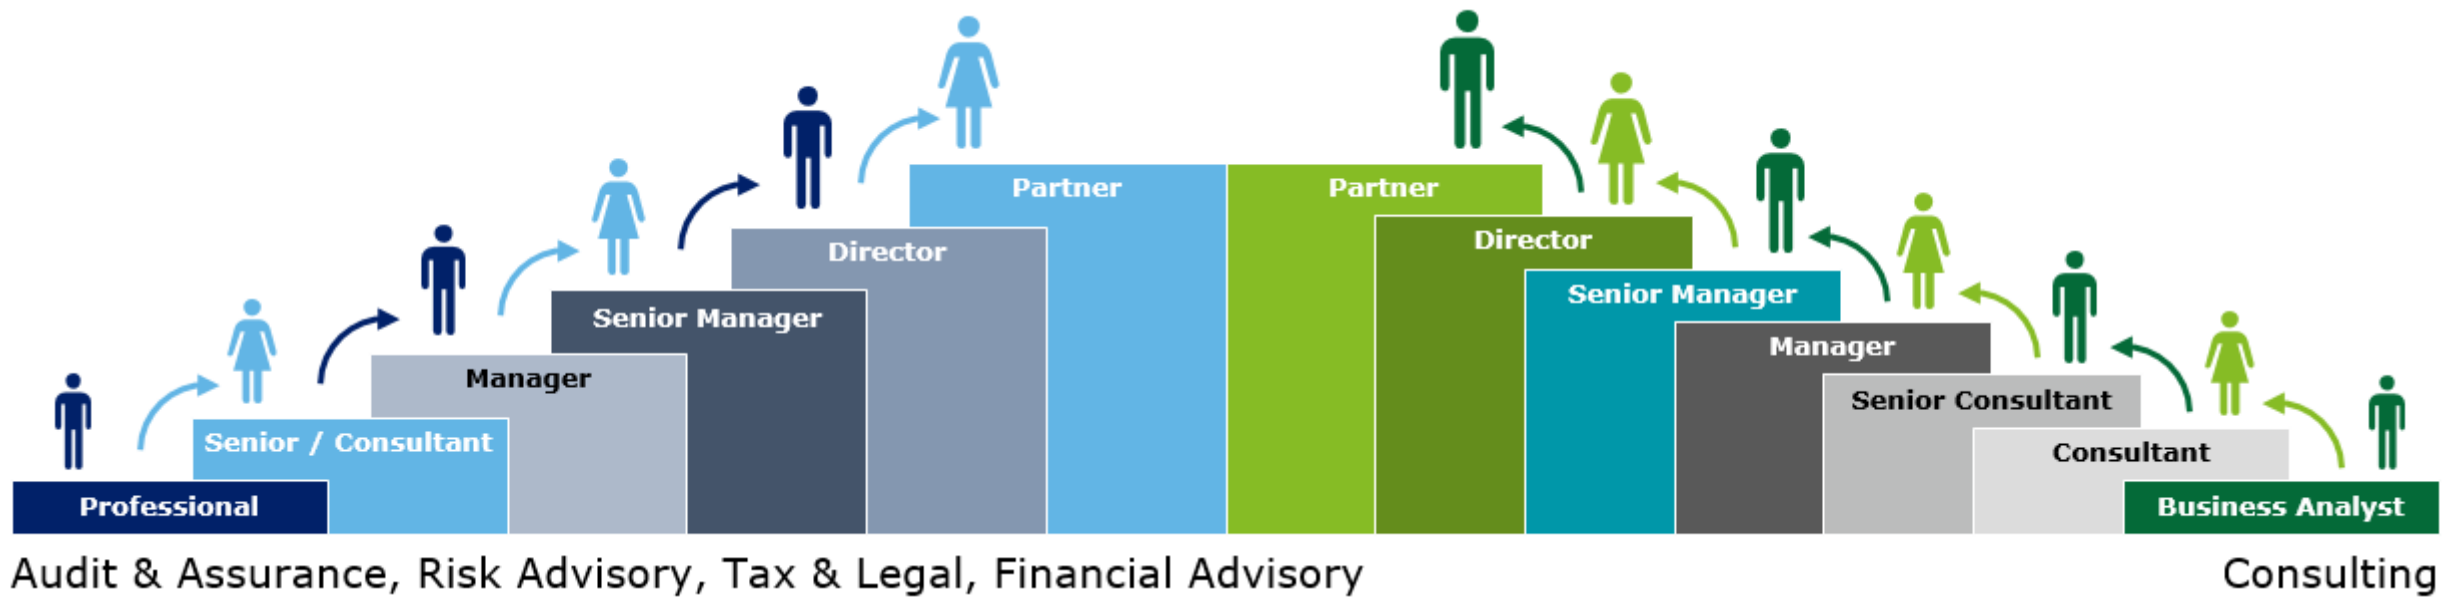 Partner
Partner
Director
Director
Senior Manager
Senior Manager
Manager
Manager
Senior Consultant
Senior / Consultant
Consultant
Professional
Business Analyst
Audit & Assurance, Risk Advisory, Tax & Legal, Financial Advisory
Consulting